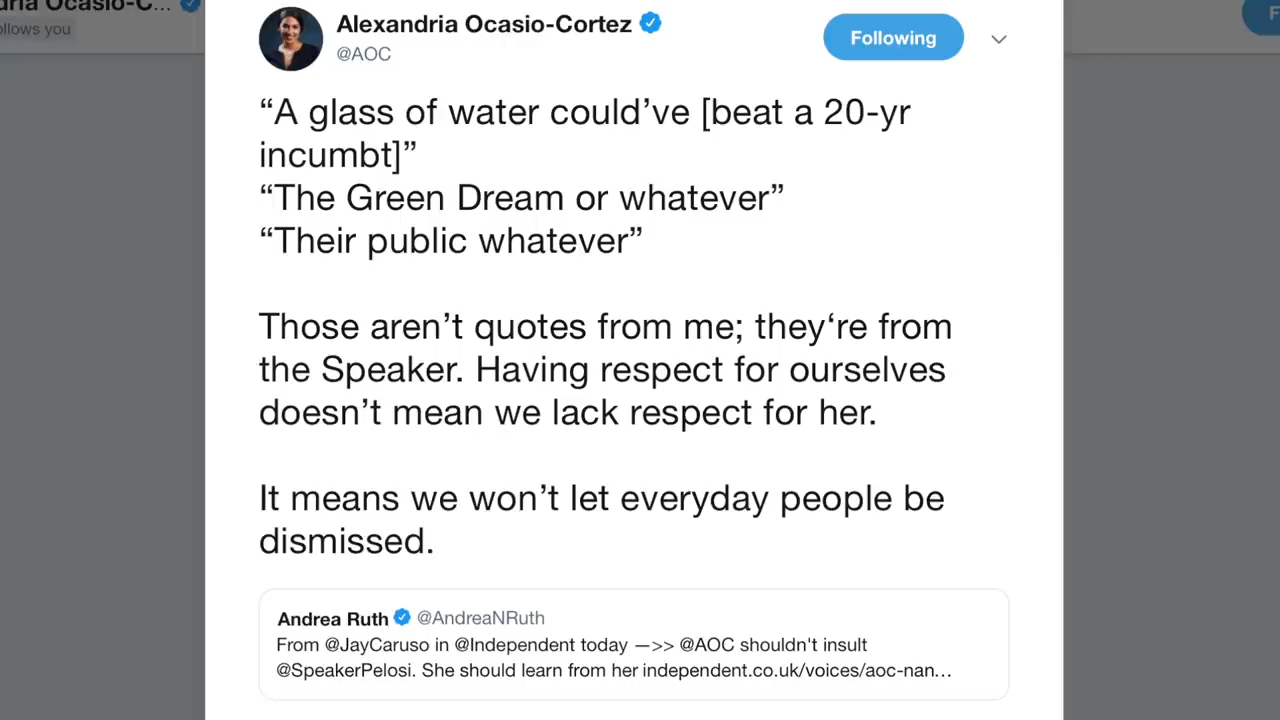 Alexandria Ocasio-Cortez
@AOC
Following
“A glass of water could’ve [beat a 20-yr
incumbt]”
“The Green Dream or whatever”
“Their public whatever”
Those aren’t quotes from me; they‘re from
the Speaker. Having respect for ourselves
doesn’t mean we lack respect for her.
It means we won’t let everyday people be
dismissed.
Andrea Ruth @AndreaNRuth
From @JayCaruso in @Independent today —>> @AOC shouldn't insult
@SpeakerPelosi. She should learn from her independent.co.uk/voices/aoc-nan…
Ocasio-C…
ollows you